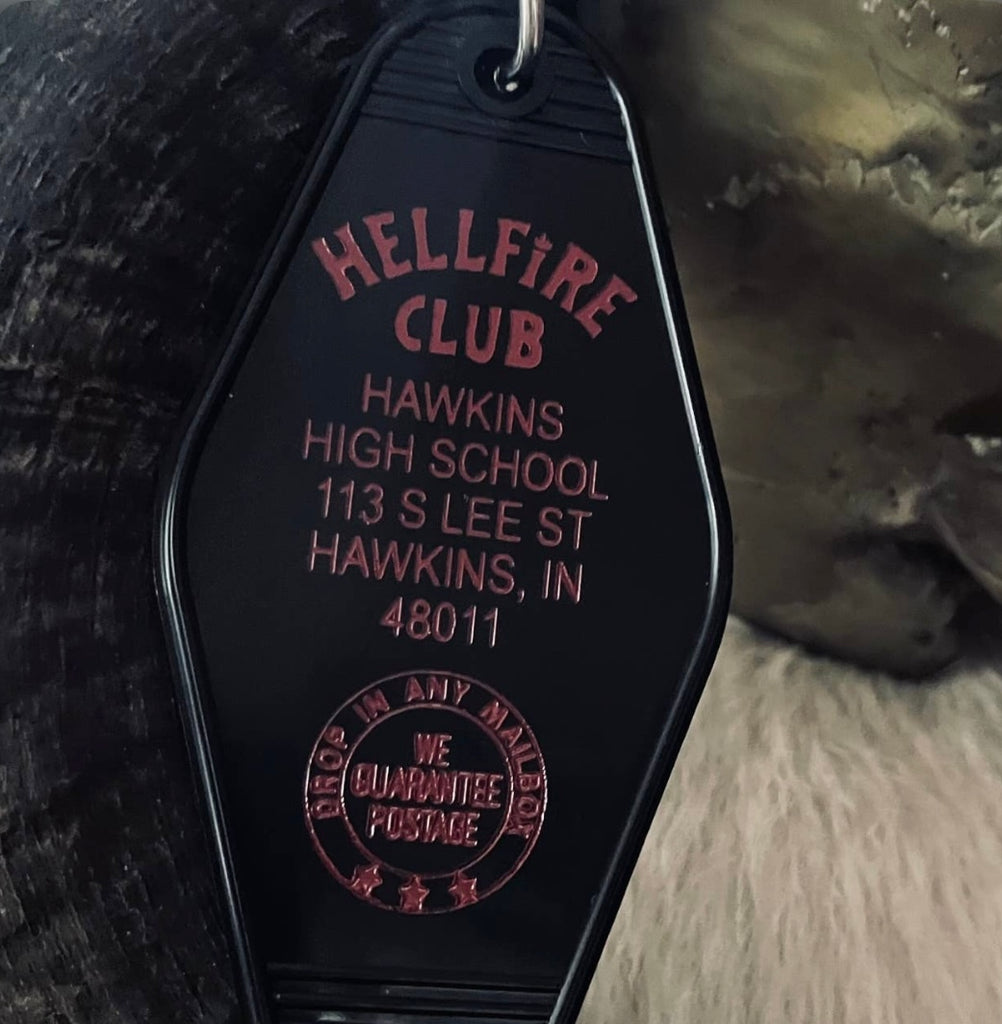 HELLFiRE
CLUB
HAWKINS
HIGH SCHOOL
113 S LEE ST
HAWKINS, IN
48011
DROP IN ANY MAILBOX
WE
GUARANTEE
POSTAGE